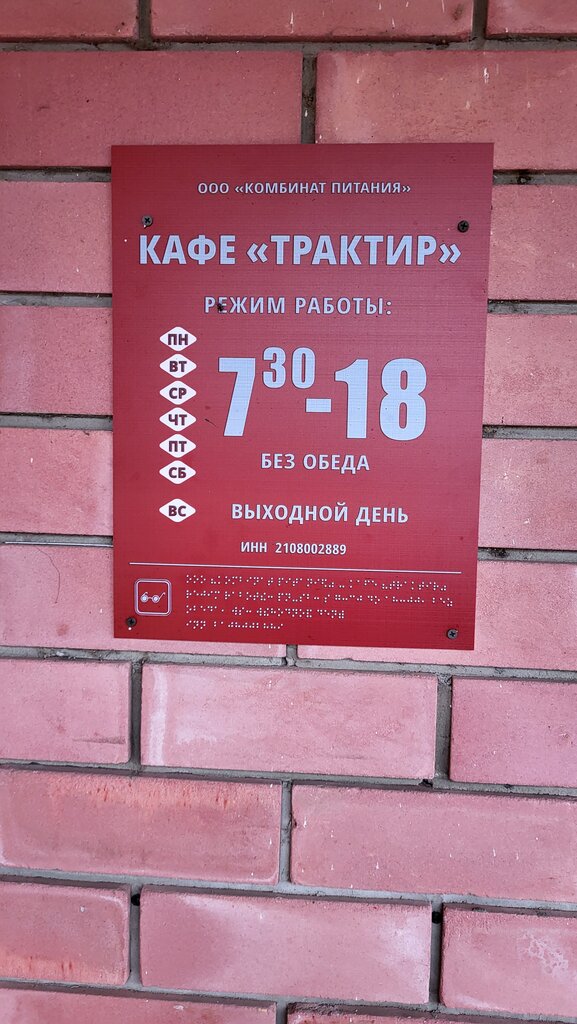 ООО «КОМБИНАТ ПИТАНИЯ»
КАФЕ «ТРАКТИР»
РЕЖИМ РАБОТЫ:
ПН
ВТ
СР
ЧТ
ПТ
СБ
7³⁰-18
БЕЗ ОБЕДА
ВС ВЫХОДНОЙ ДЕНЬ
ИНН 2108002889